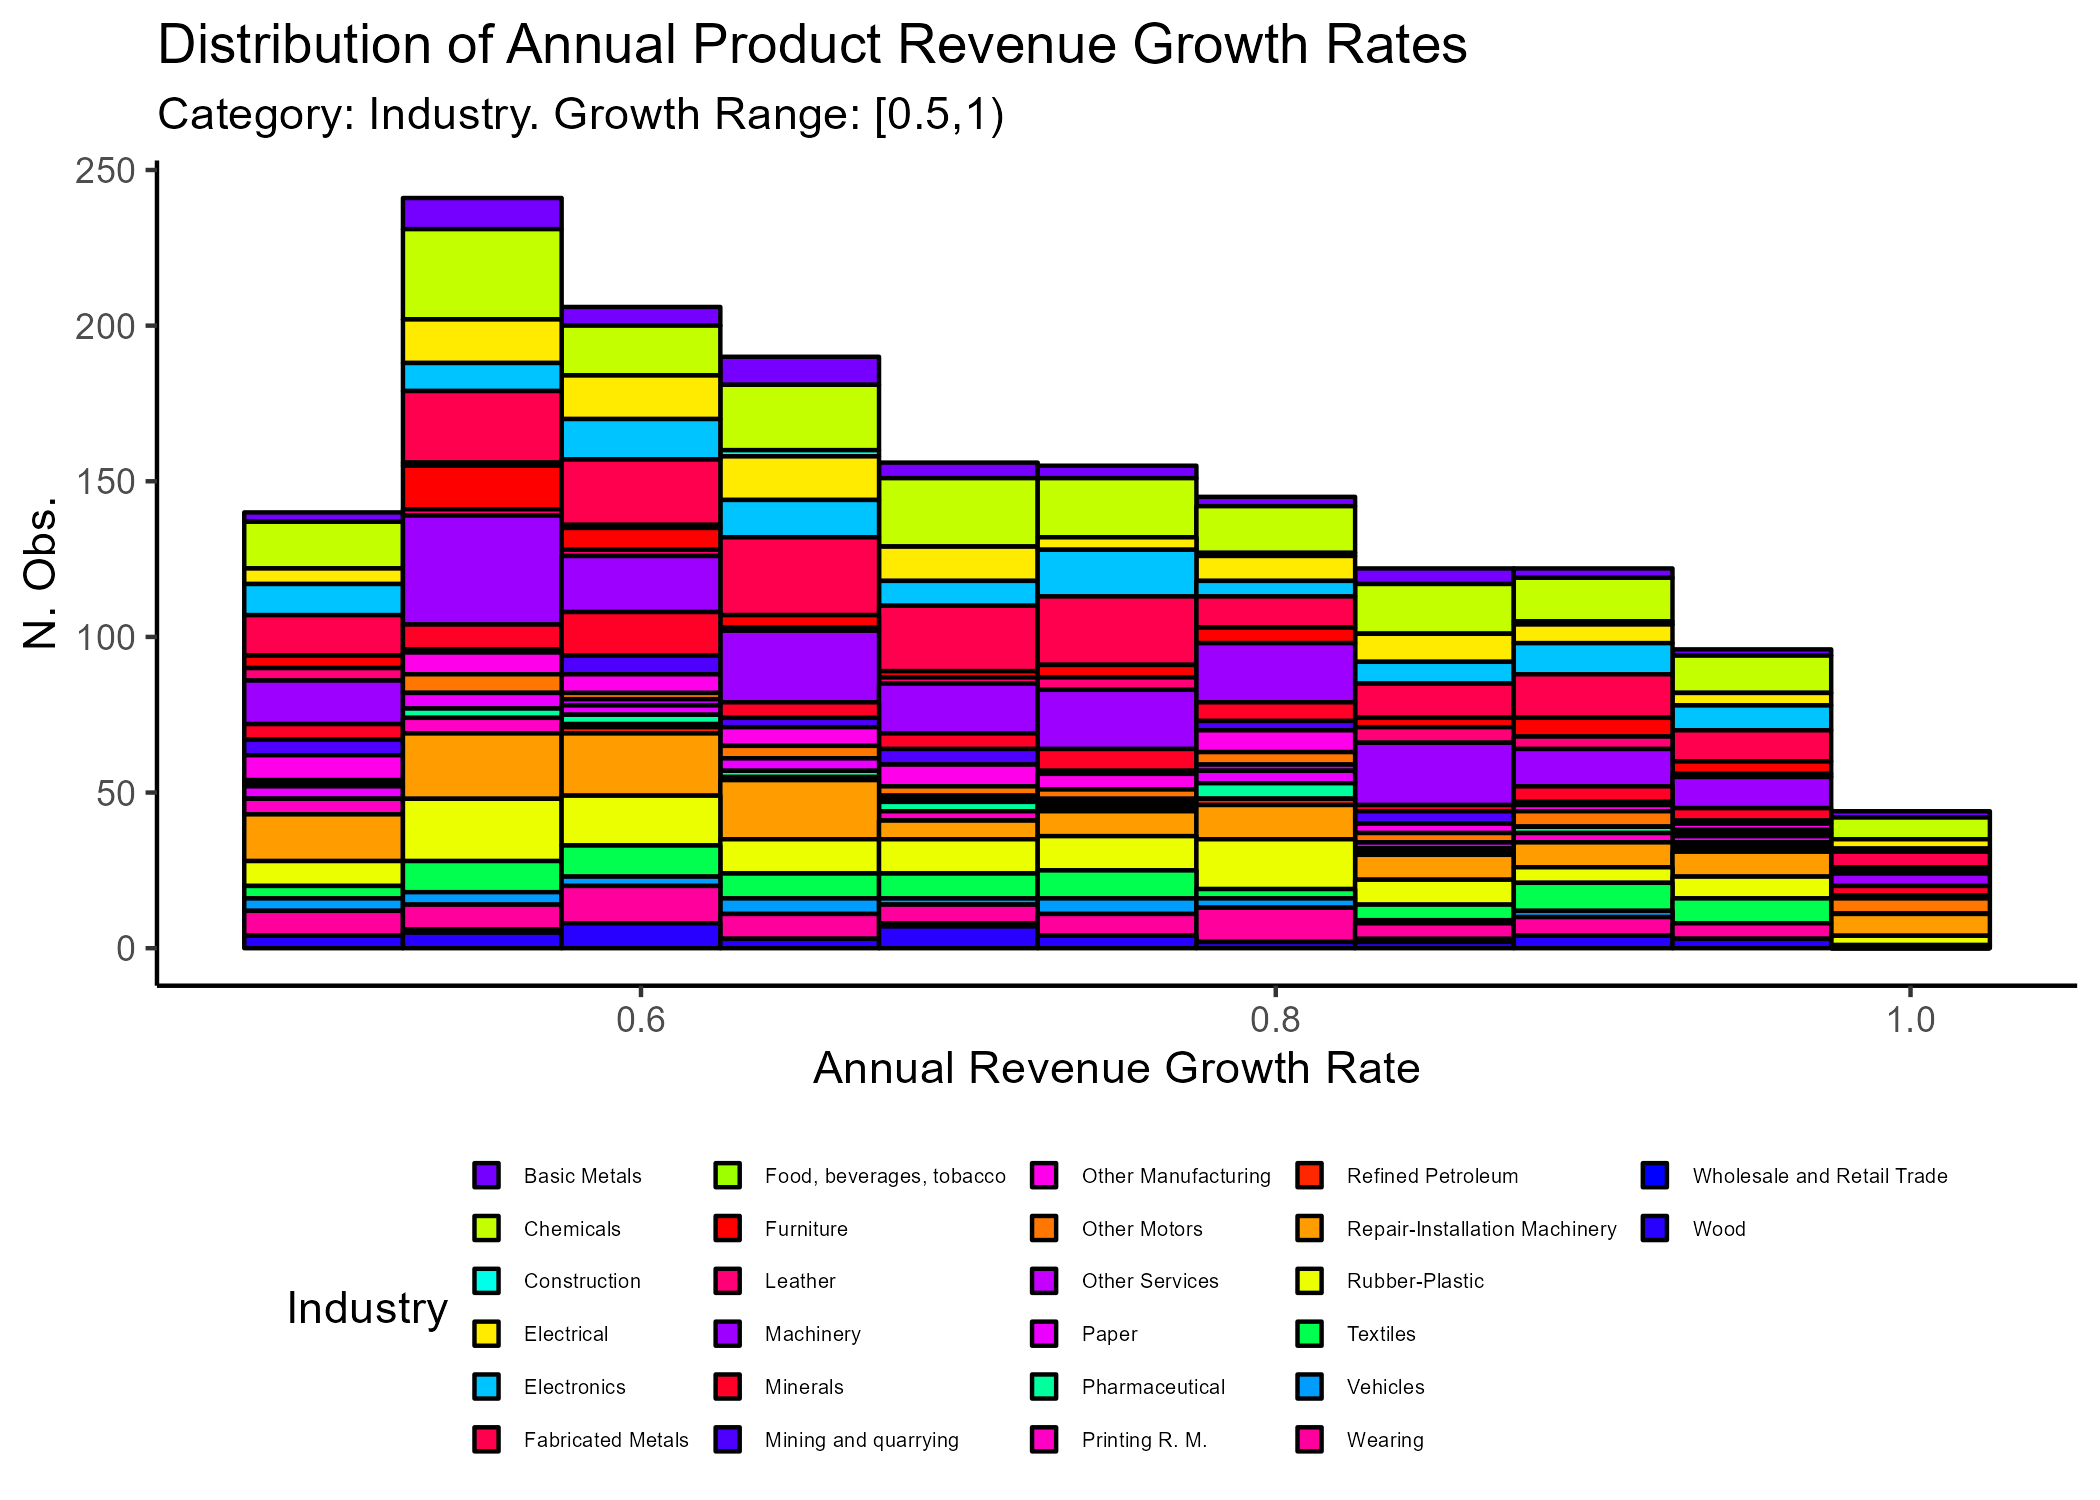 Distribution of Annual Product Revenue Growth Rates
Category: Industry. Growth Range: [0.5,1)
250
200
150
100
50
0
N. Obs.
0.6 0.8 1.0
Annual Revenue Growth Rate
Industry
Basic Metals
Chemicals
Construction
Electrical
Electronics
Fabricated Metals
Food, beverages, tobacco
Furniture
Leather
Machinery
Minerals
Mining and quarrying
Other Manufacturing
Other Motors
Other Services
Paper
Pharmaceutical
Printing R. M.
Refined Petroleum
Repair-Installation Machinery
Rubber-Plastic
Textiles
Vehicles
Wearing
Wholesale and Retail Trade
Wood